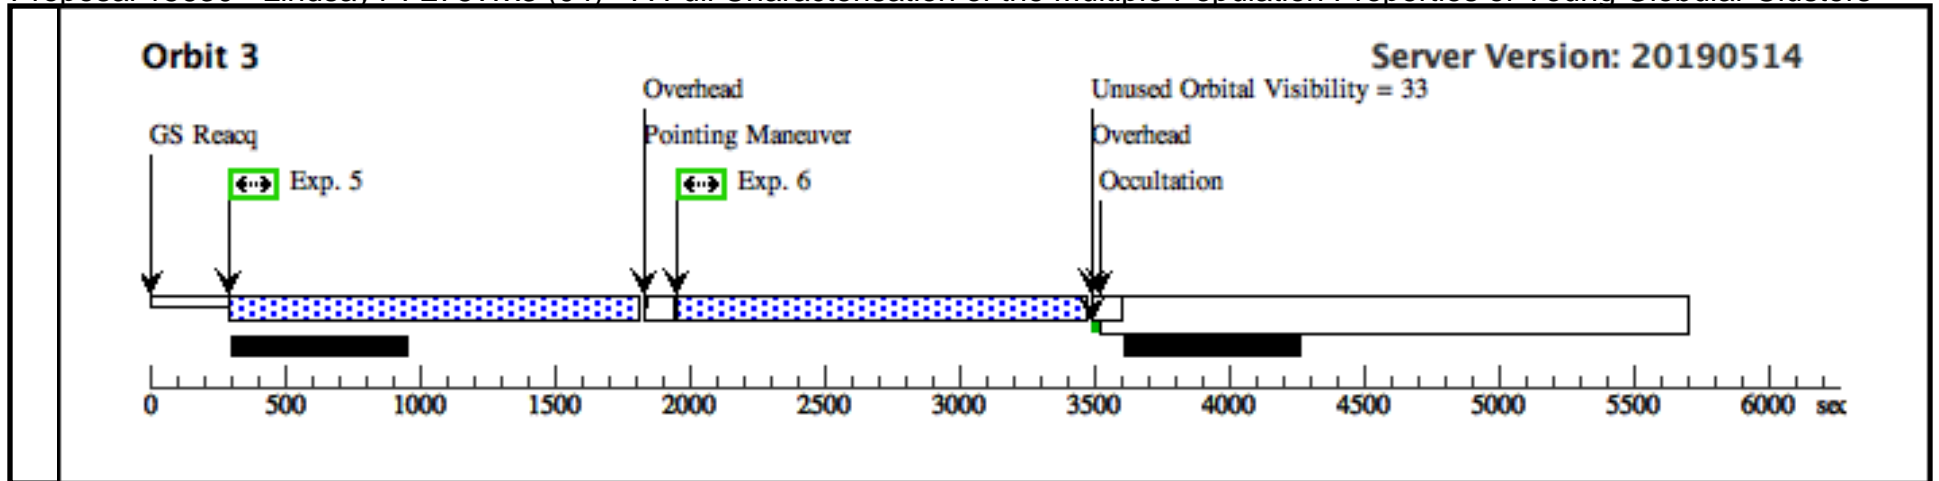 Orbit 3
Server Version: 20190514
Overhead
Unused Orbital Visibility = 33
GS Reacq
Pointing Maneuver
Overhead
Exp. 5
Exp. 6
Occultation
0 500 1000 1500 2000 2500 3000 3500 4000 4500 5000 5500 6000 sec